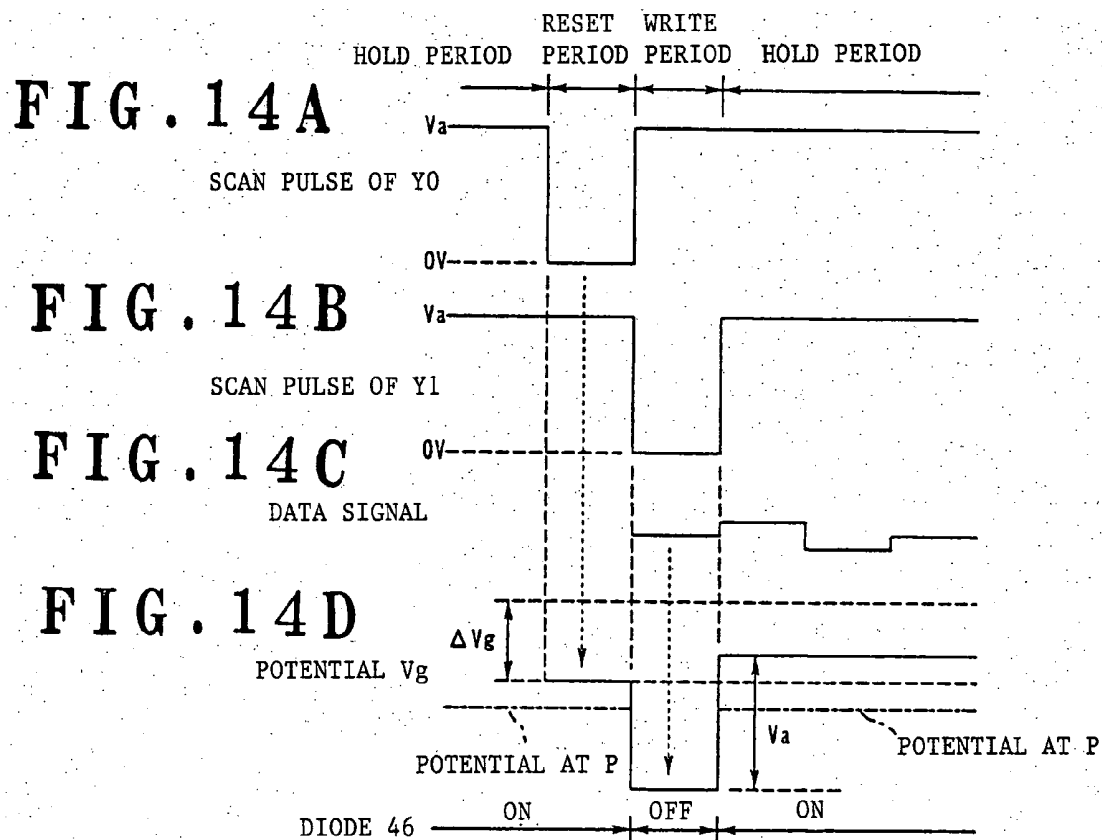 RESET WRITE
HOLD PERIOD PERIOD PERIOD HOLD PERIOD
FIG.14A
Va
SCAN PULSE OF Y0
0V
FIG.14B
Va
SCAN PULSE OF Y1
FIG.14C
0V
DATA SIGNAL
FIG.14D
ΔVg
POTENTIAL Vg
Va
POTENTIAL AT P
POTENTIAL AT P
ON OFF ON
DIODE 46